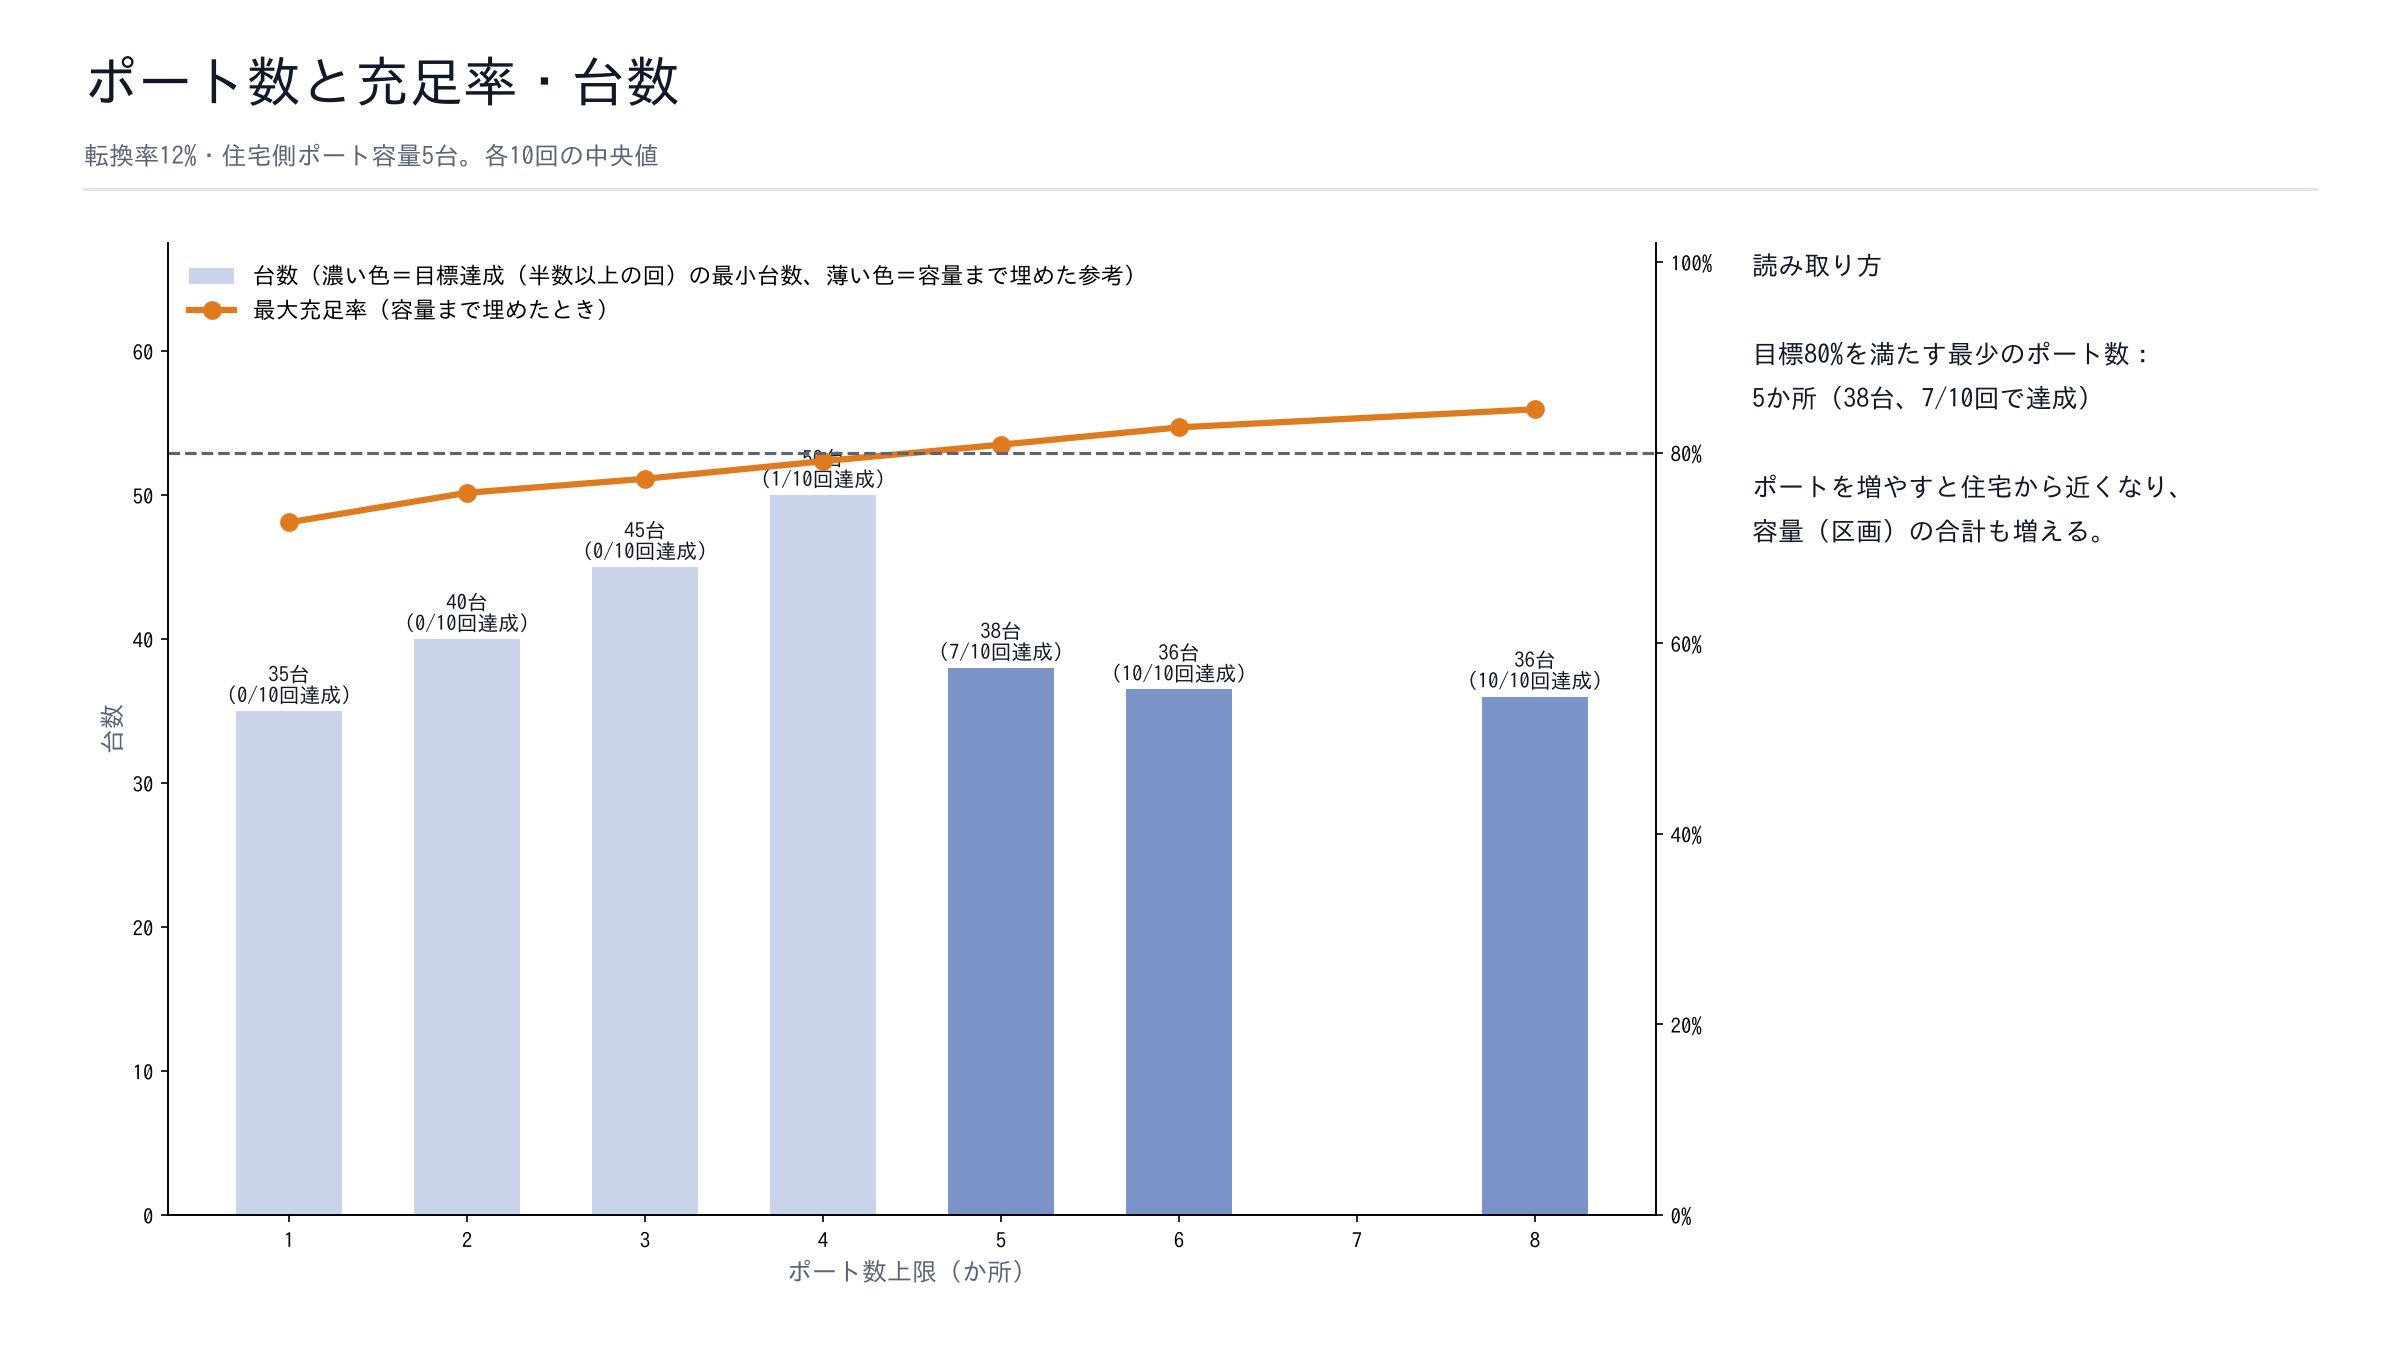 ポート数と充足率・台数
転換率12%・住宅側ポート容量5台。各10回の中央値
台数（濃い色＝目標達成（半数以上の回）の最小台数、薄い色＝容量まで埋めた参考）
最大充足率（容量まで埋めたとき）
60
50
40
30
20
10
0
台数
35台
（0/10回達成）
40台
（0/10回達成）
45台
（0/10回達成）
（1/10回達成）
38台
（7/10回達成）
36台
（10/10回達成）
36台
（10/10回達成）
1
2
3
4
5
6
7
8
ポート数上限（か所）
100%
80%
60%
40%
20%
0%
読み取り方
目標80%を満たす最少のポート数：
5か所（38台、7/10回で達成）
ポートを増やすと住宅から近くなり、
容量（区画）の合計も増える。